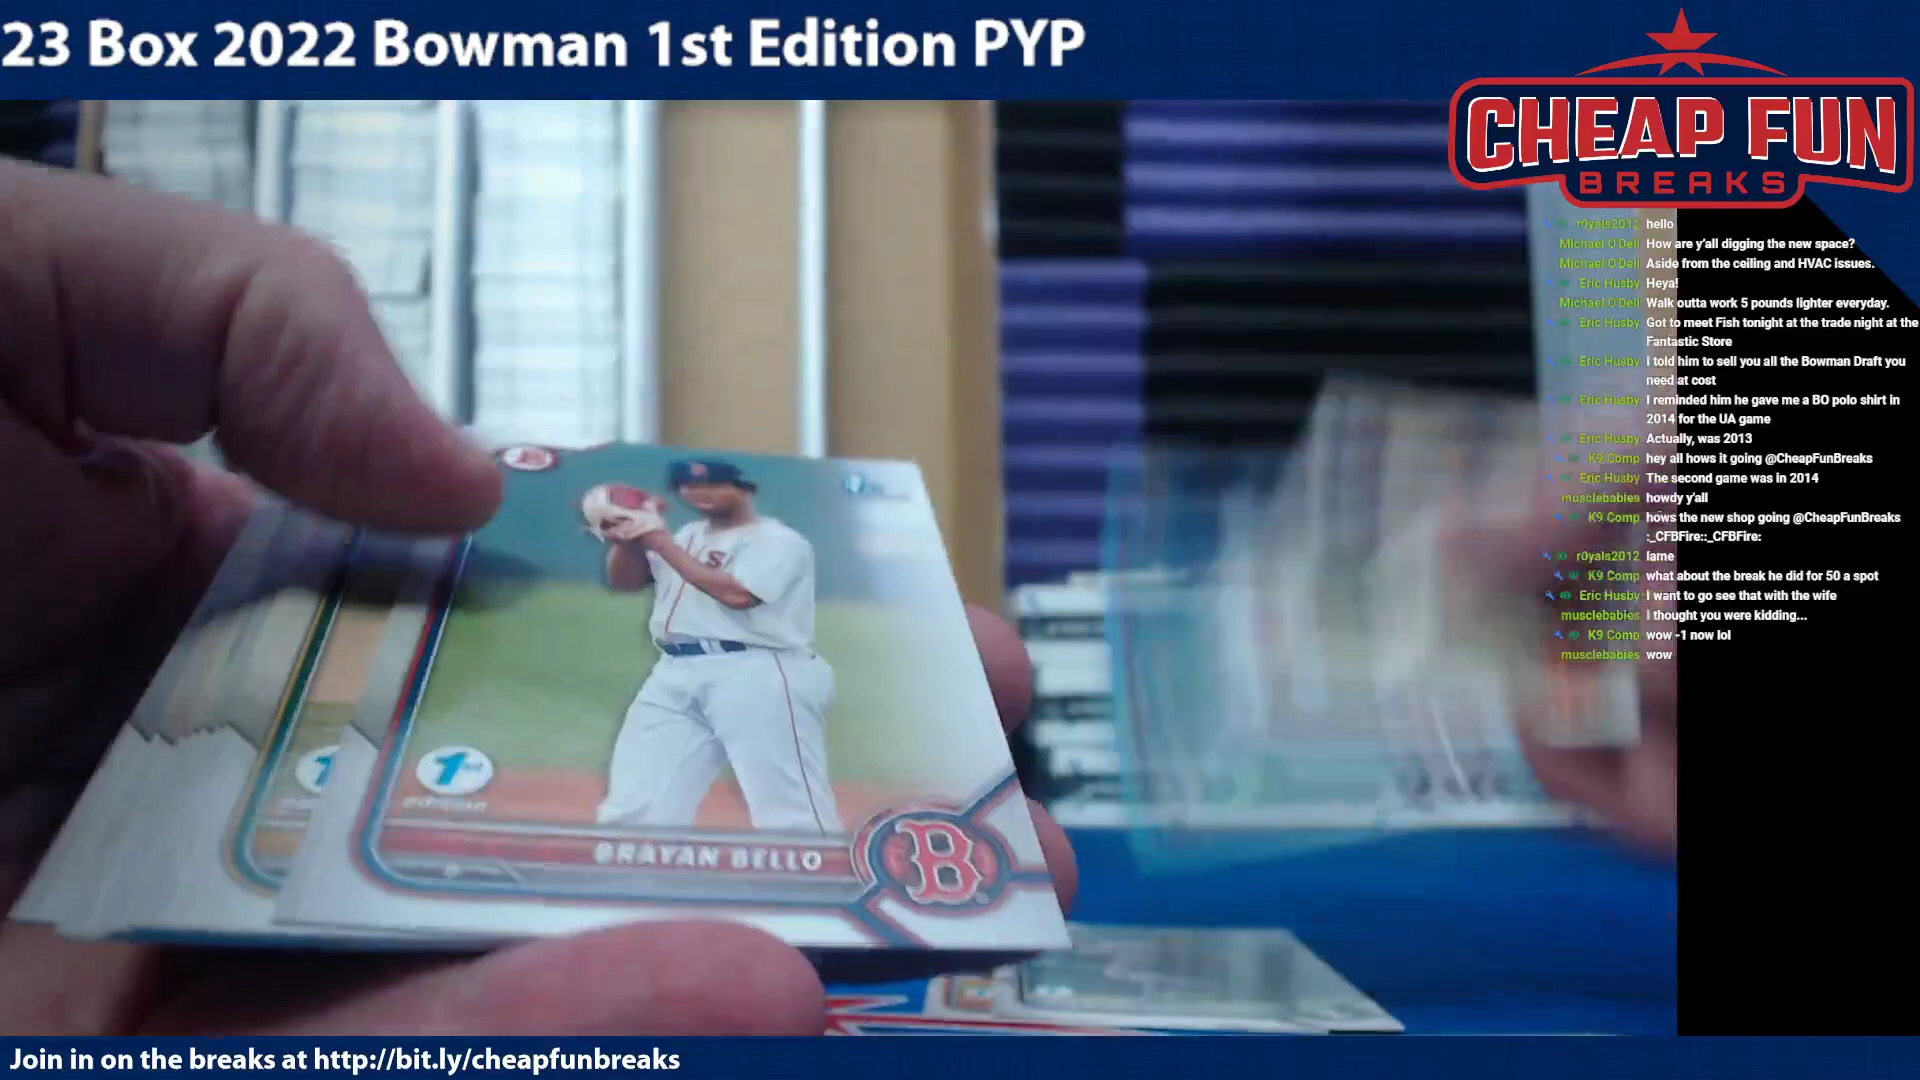 23 Box 2022 Bowman 1st Edition PYP
CHEAP FUN
BREAKS
r0yals2012 hello
Michael O'Dell How are y'all digging the new space?
Michael O'Dell Aside from the ceiling and HVAC issues.
Eric Husby Heya!
Michael O'Dell Walk outta work 5 pounds lighter everyday.
Eric Husby Got to meet Fish tonight at the trade night at the
Fantastic Store
Eric Husby I told him to sell you all the Bowman Draft you
need at cost
Eric Husby I reminded him he gave me a BO polo shirt in
2014 for the UA game
Eric Husby Actually, was 2013
K9 Comp hey all hows it going @CheapFunBreaks
Eric Husby The second game was in 2014
musclebabies howdy y'all
K9 Comp hows the new shop going @CheapFunBreaks
:_CFBFire::_CFBFire:
r0yals2012 lame
K9 Comp what about the break he did for 50 a spot
Eric Husby I want to go see that with the wife
musclebabies I thought you were kidding...
K9 Comp wow -1 now lol
musclebabies wow
1st
edition
BRAYAN BELLO
B
Join in on the breaks at http://bit.ly/cheapfunbreaks